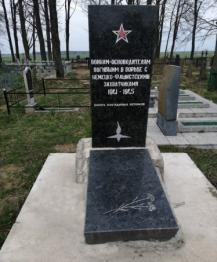 ВОИНАМ-ОСВОБОДИТЕЛЯМ
ПОГИБШИМ В БОРЬБЕ С
НЕМЕЦКО-ФАШИСТСКИМИ
ЗАХВАТЧИКАМИ
1941 - 1945